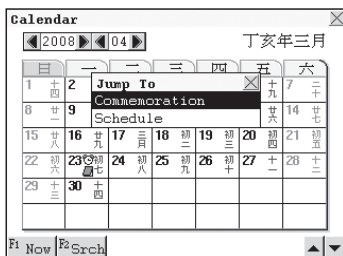 Calendar
2008 04 丁亥年三月
日 一 二 三 四 五 六
1 十四 2 十九 7 二十
Jump To
Commemoration
Schedule
8 廿一 9 廿六 14 廿七
15 廿八 16 廿九 17 三月 18 初二 19 初三 20 初四 21 初五
22 初六 23 初七 24 初八 25 初九 26 初十 27 十一 28 十二
29 十三 30 十四
F1 Now F2 Srch